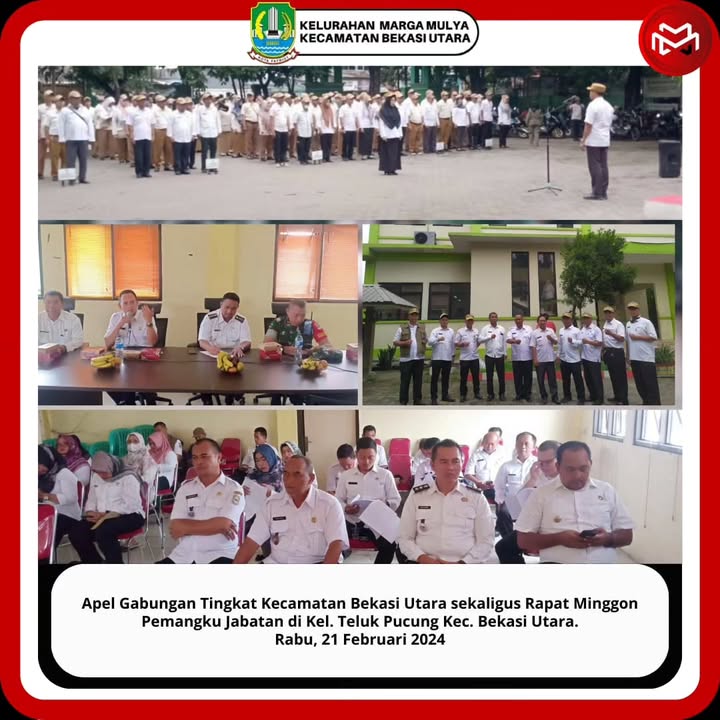 KELURAHAN MARGA MULYA
KECAMATAN BEKASI UTARA
Apel Gabungan Tingkat Kecamatan Bekasi Utara sekaligus Rapat Minggon
Pemangku Jabatan di Kel. Teluk Pucung Kec. Bekasi Utara.
Rabu, 21 Februari 2024